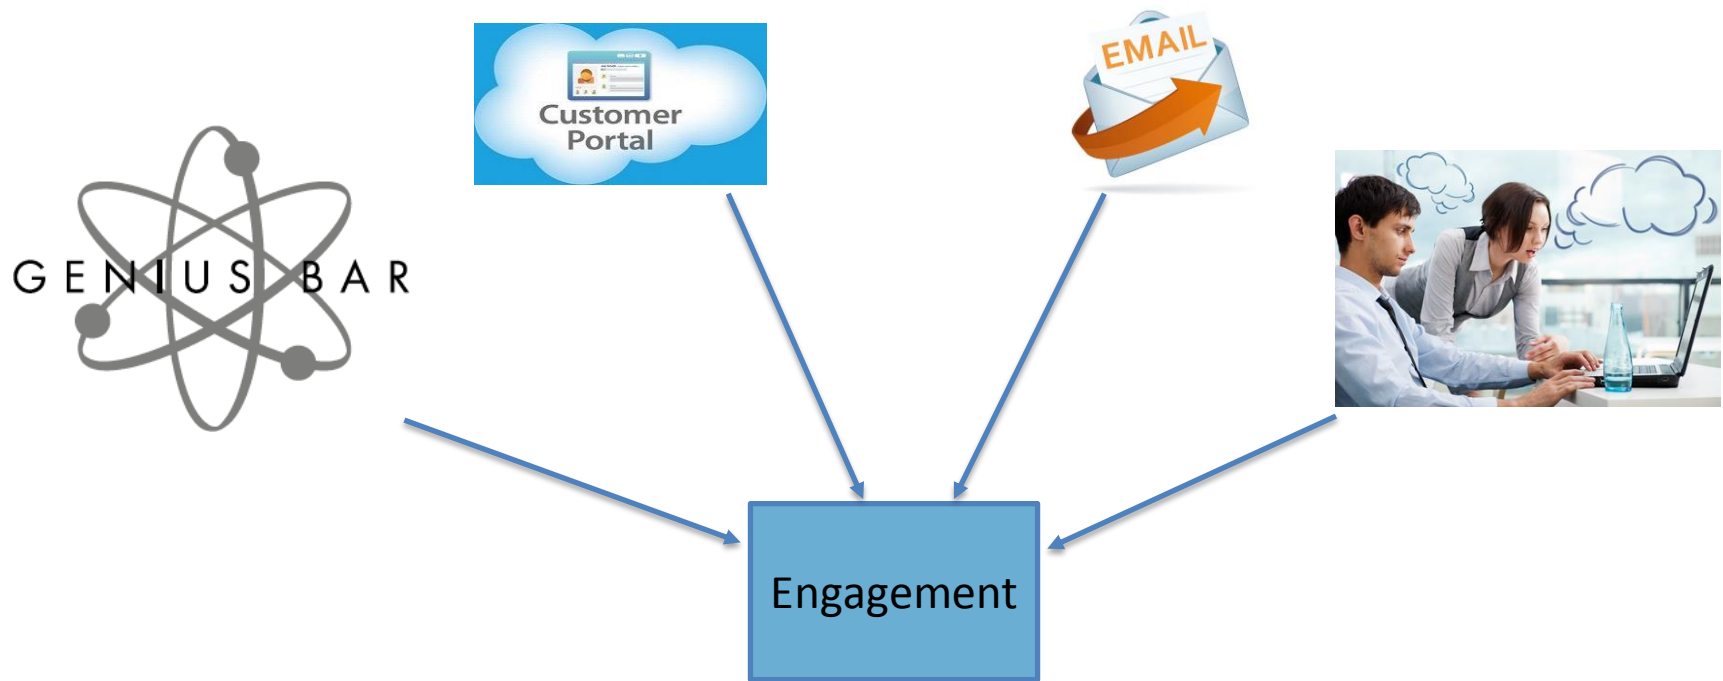 GENIUS BAR
Customer
Portal
EMAIL
Engagement